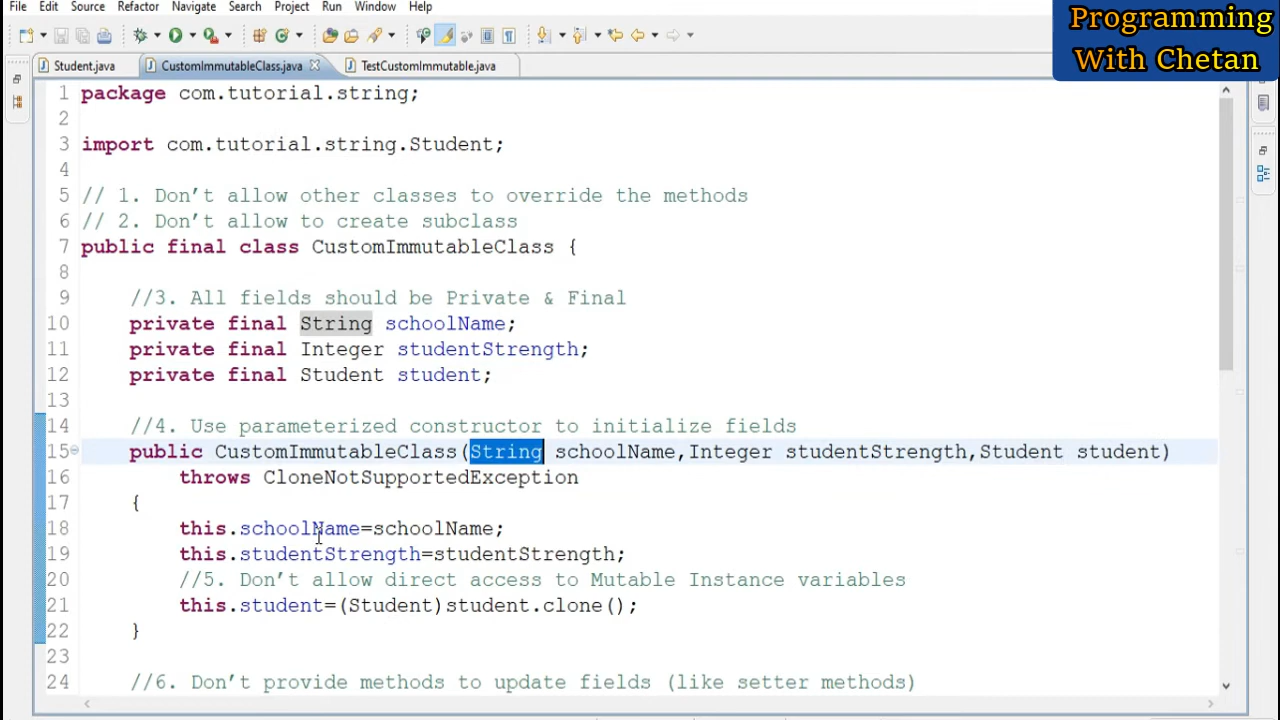 File Edit Source Refactor Navigate Search Project Run Window Help
Programming
With Chetan
Student.java CustomImmutableClass.java TestCustomImmutable.java
1 package com.tutorial.string;
2
3 import com.tutorial.string.Student;
4
5 // 1. Don’t allow other classes to override the methods
6 // 2. Don’t allow to create subclass
7 public final class CustomImmutableClass {
8
9 //3. All fields should be Private & Final
10 private final String schoolName;
11 private final Integer studentStrength;
12 private final Student student;
13
14 //4. Use parameterized constructor to initialize fields
15 public CustomImmutableClass(String schoolName,Integer studentStrength,Student student)
16 throws CloneNotSupportedException
17 {
18 this.schoolName=schoolName;
19 this.studentStrength=studentStrength;
20 //5. Don’t allow direct access to Mutable Instance variables
21 this.student=(Student)student.clone();
22 }
23
24 //6. Don’t provide methods to update fields (like setter methods)